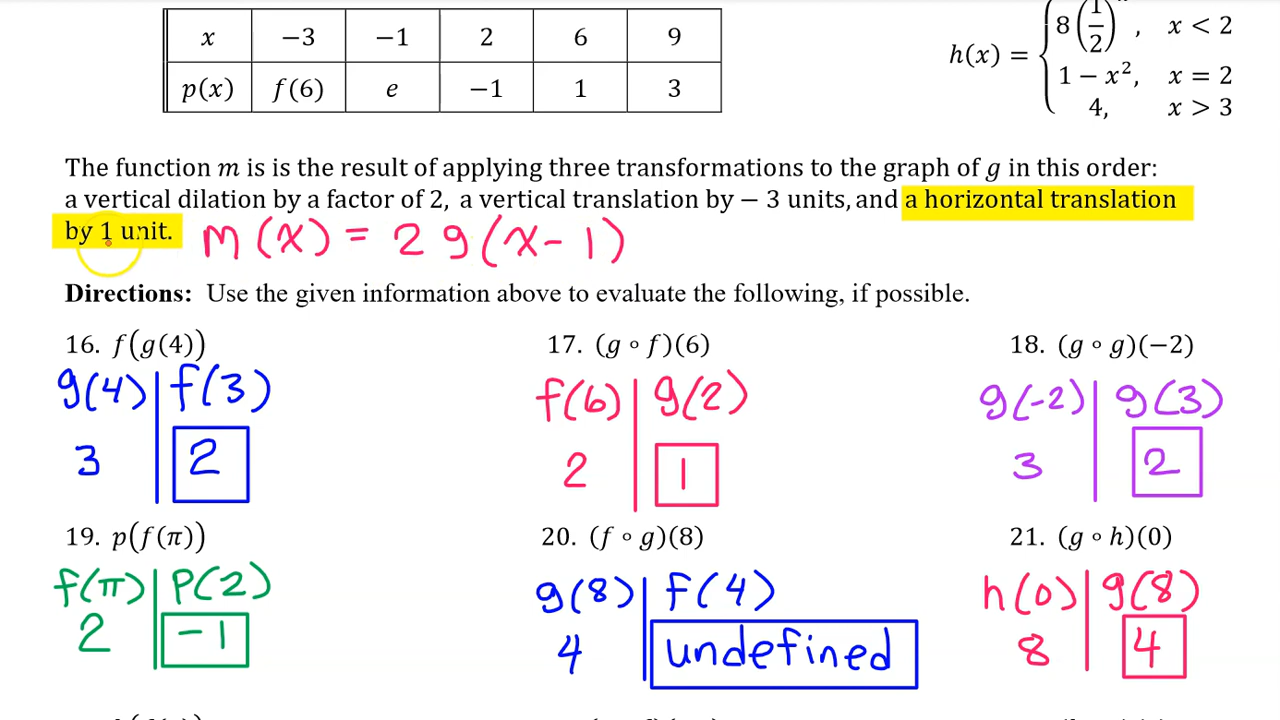 x −3 −1 2 6 9
p(x) f(6) e −1 1 3
h(x) = { 8(1/2) , x < 2
1 − x², x = 2
4, x > 3
The function m is is the result of applying three transformations to the graph of g in this order:
a vertical dilation by a factor of 2, a vertical translation by − 3 units, and a horizontal translation
by 1 unit. m(x) = 2g(x-1)
Directions: Use the given information above to evaluate the following, if possible.
16. f(g(4)) 17. (g ∘ f)(6) 18. (g ∘ g)(−2)
g(4) | f(3) f(6) | g(2) g(-2) | g(3)
3 | 2 2 | 1 3 | 2
19. p(f(π)) 20. (f ∘ g)(8) 21. (g ∘ h)(0)
f(π) | P(2) g(8) | f(4) h(0) | g(8)
2 | -1 4 | undefined 8 | 4